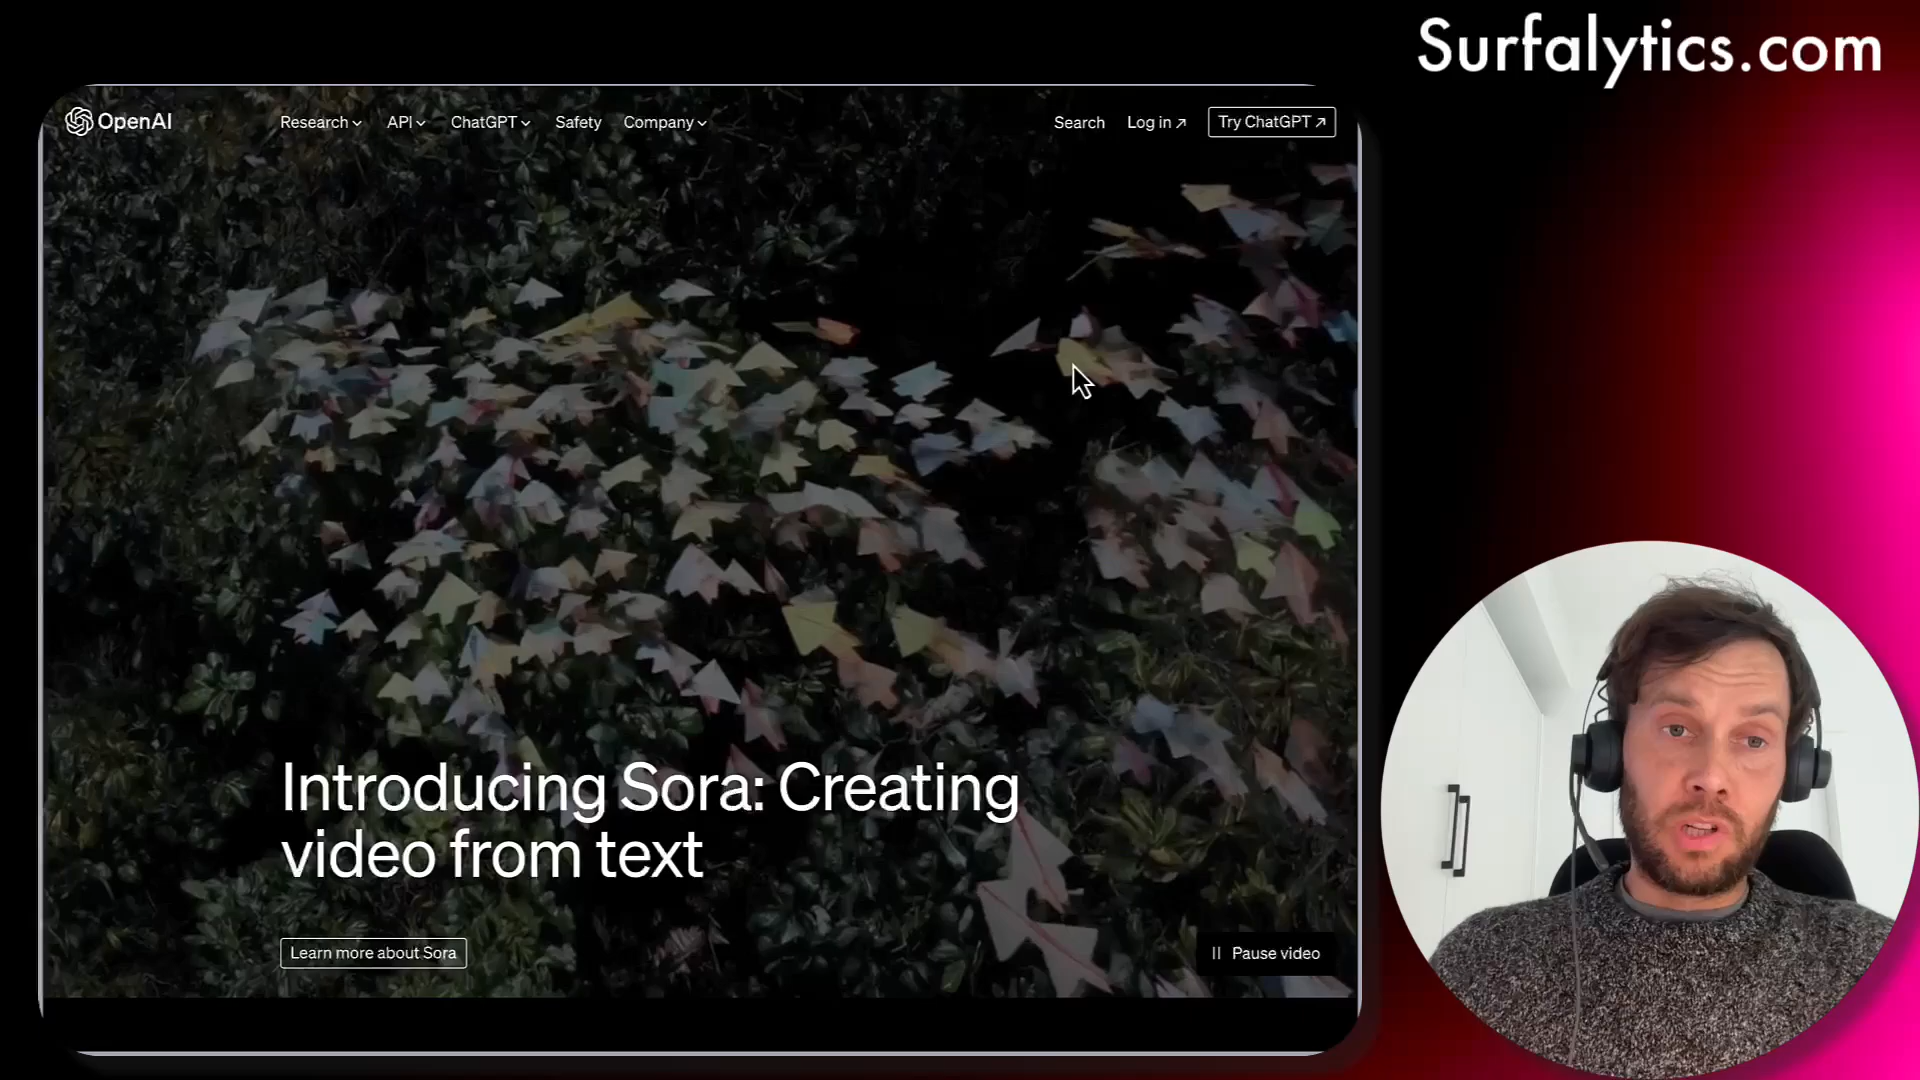 Surfalytics.com
OpenAI
Research
API
ChatGPT
Safety
Company
Search
Log in ↗
Try ChatGPT ↗
Introducing Sora: Creating
video from text
Learn more about Sora
Pause video